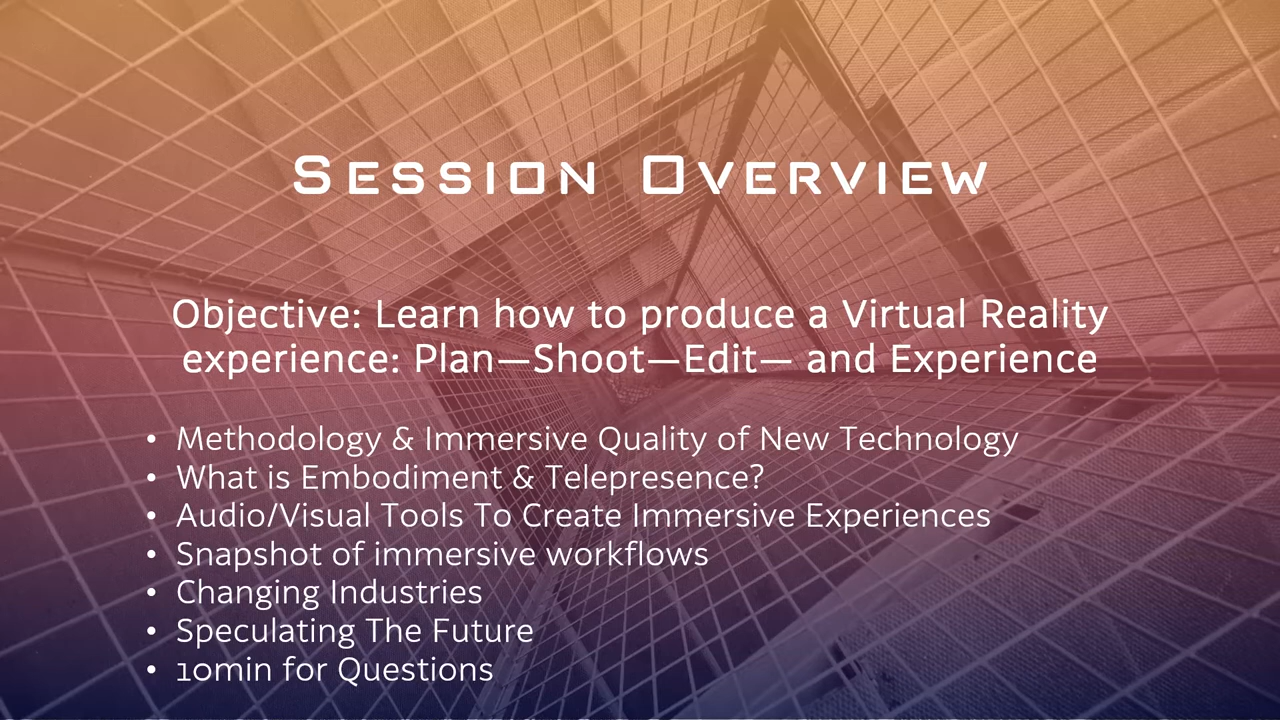 Session Overview
Objective: Learn how to produce a Virtual Reality
experience: Plan—Shoot—Edit— and Experience
• Methodology & Immersive Quality of New Technology
• What is Embodiment & Telepresence?
• Audio/Visual Tools To Create Immersive Experiences
• Snapshot of immersive workflows
• Changing Industries
• Speculating The Future
• 10min for Questions